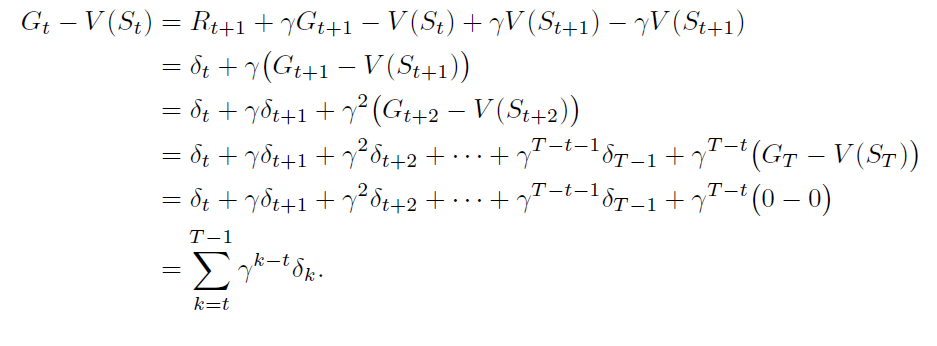 G_t − V(S_t) = R_{t+1} + γG_{t+1} − V(S_t) + γV(S_{t+1}) − γV(S_{t+1})
= δ_t + γ(G_{t+1} − V(S_{t+1}))
= δ_t + γδ_{t+1} + γ^2(G_{t+2} − V(S_{t+2}))
= δ_t + γδ_{t+1} + γ^2δ_{t+2} + ⋯ + γ^{T−t−1}δ_{T−1} + γ^{T−t}(G_T − V(S_T))
= δ_t + γδ_{t+1} + γ^2δ_{t+2} + ⋯ + γ^{T−t−1}δ_{T−1} + γ^{T−t}(0 − 0)
= ∑_{k=t}^{T−1} γ^{k−t}δ_k.